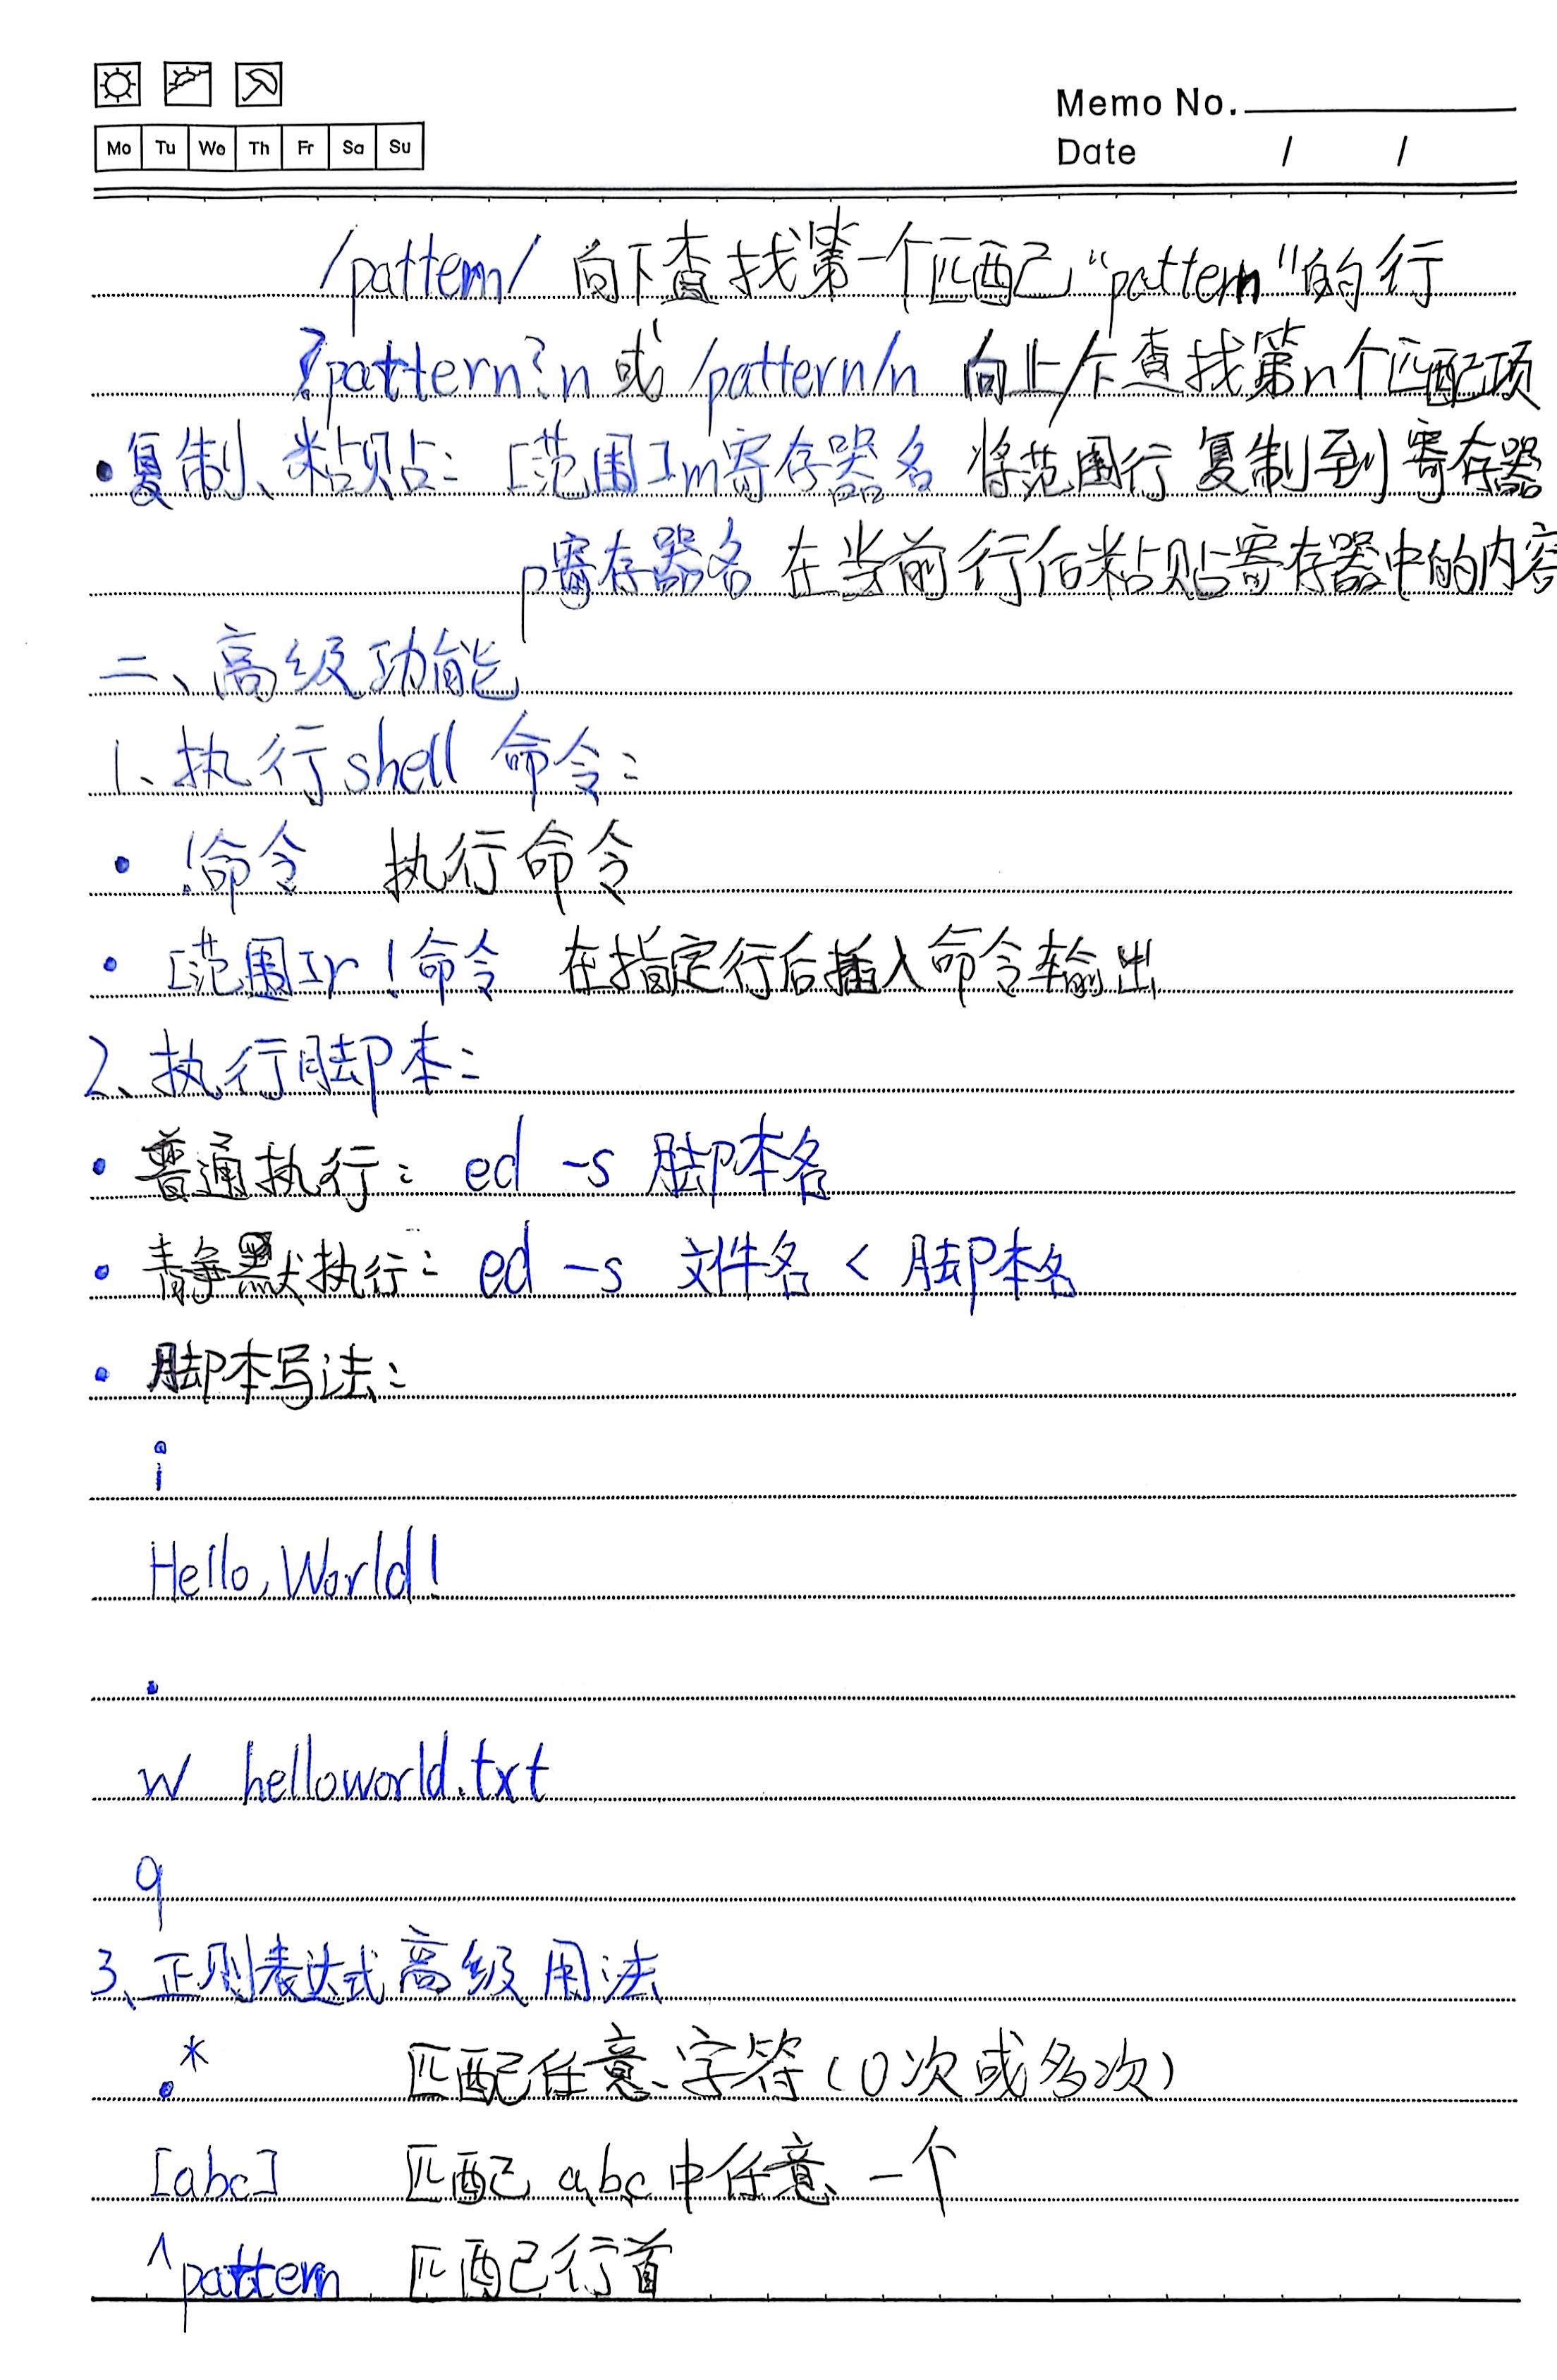 Memo No.
Mo Tu We Th Fr Sa Su
Date / /
/pattern/ 向下查找第一个匹配"pattern"的行
?pattern?n 或 /pattern/n 向上/下查找第n个匹配项
•复制、粘贴: [范围]m寄存器名 将范围行复制到寄存器
p寄存器名 在当前行后粘贴寄存器中的内容
二、高级功能
1、执行shell 命令:
• !命令 执行命令
• [范围]r !命令 在指定行后插入命令输出
2、执行脚本:
• 普通执行: ed -s 脚本名
• 静默执行: ed -s 文件名 < 脚本名
• 脚本写法:
i
Hello,World!
.
w helloworld.txt
q
3、正则表达式高级用法
.* 匹配任意字符(0次或多次)
[abc] 匹配a,b,c中任意一个
^pattern 匹配行首